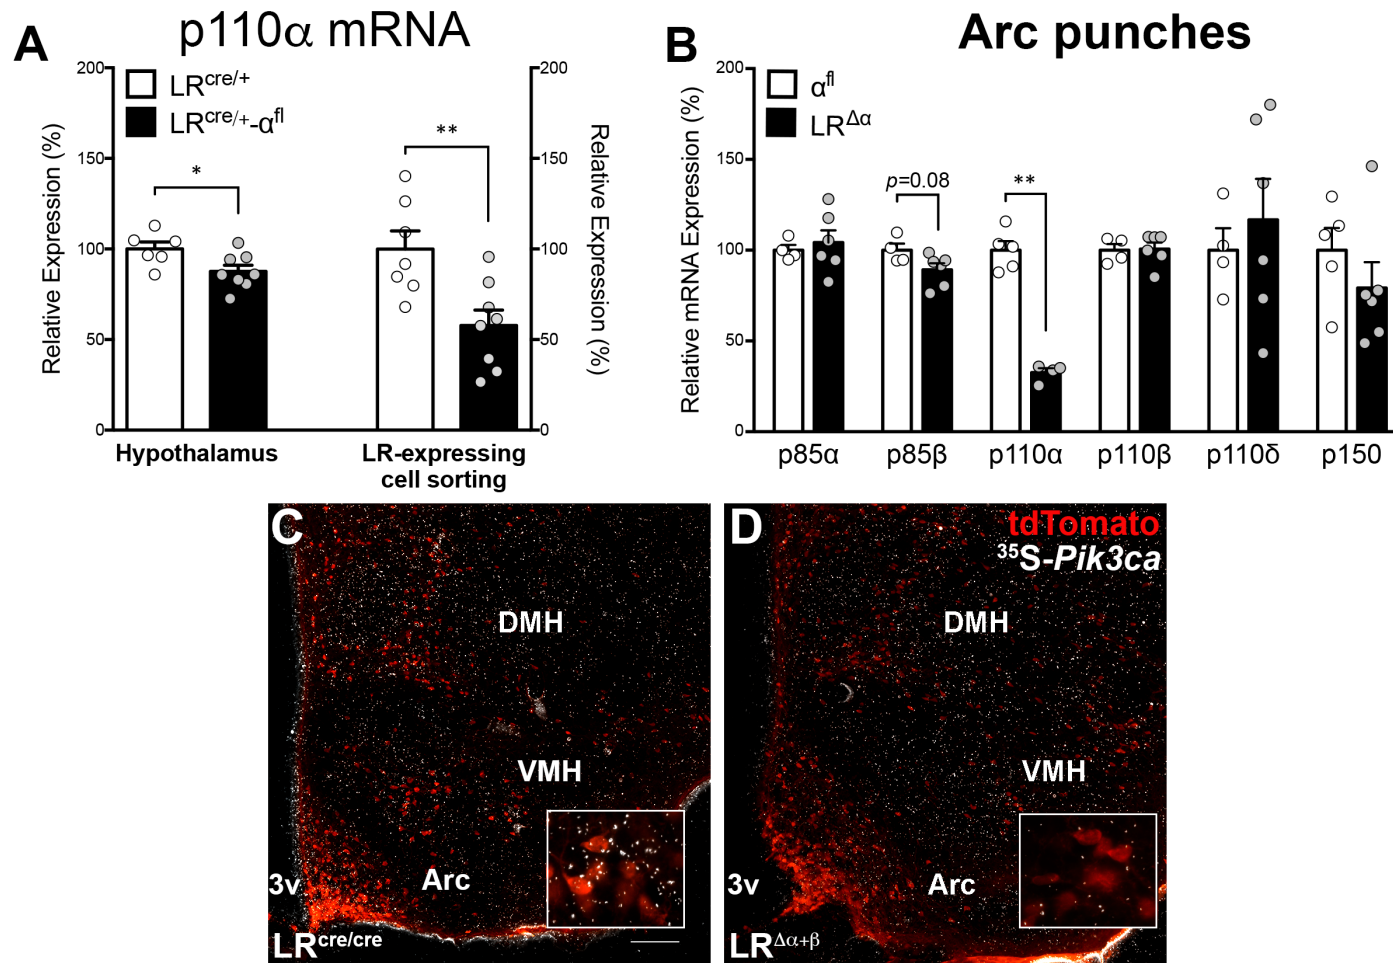 A
p110α mRNA
200
150
100
50
0
Relative Expression (%)
LRcre/+
LRcre/+-αfl
*
**
200
150
100
50
0
Relative Expression (%)
Hypothalamus
LR-expressing
cell sorting
B
Arc punches
200
150
100
50
0
Relative mRNA Expression (%)
αfl
LRΔα
p=0.08
**
p85α
p85β
p110α
p110β
p110δ
p150
C
DMH
VMH
Arc
3v
LRcre/cre
D
tdTomato
35S-Pik3ca
DMH
VMH
Arc
3v
LRΔα+β